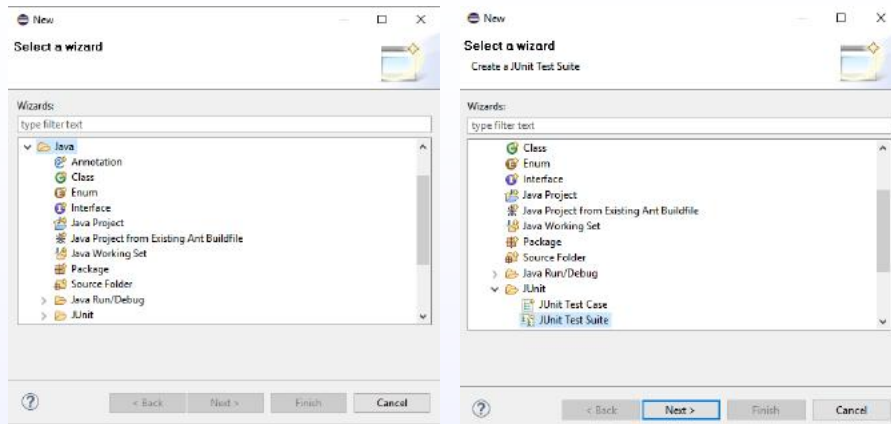 New
Select a wizard
Wizards:
type filter text
Java
Annotation
Class
Enum
Interface
Java Project
Java Project from Existing Ant Buildfile
Java Working Set
Package
Source Folder
Java Run/Debug
JUnit
< Back
Next >
Finish
Cancel
New
Select a wizard
Create a JUnit Test Suite
Wizards:
type filter text
Class
Enum
Interface
Java Project
Java Project from Existing Ant Buildfile
Java Working Set
Package
Source Folder
Java Run/Debug
JUnit
JUnit Test Case
JUnit Test Suite
< Back
Next >
Finish
Cancel